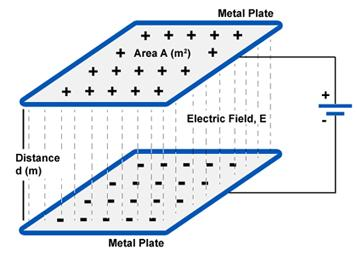 Metal Plate
Area A (m²)
Electric Field, E
Distance
d (m)
Metal Plate
+
-